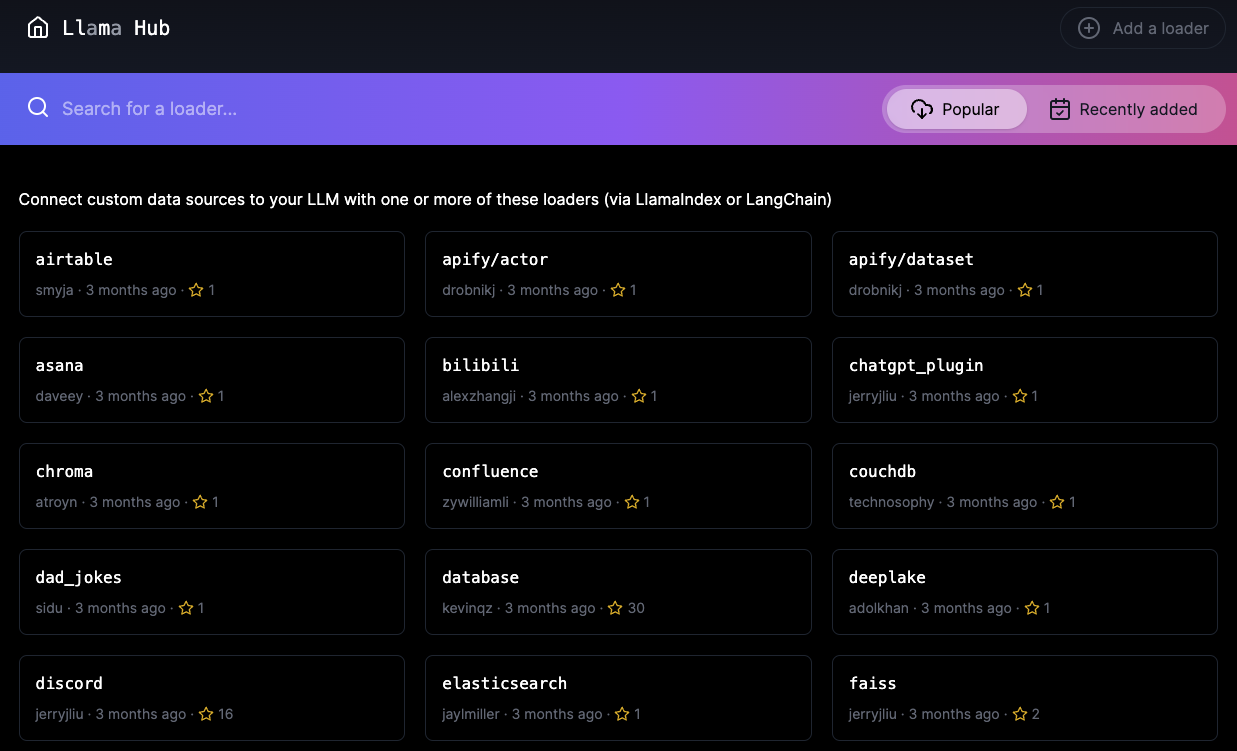 Llama Hub
Add a loader
Search for a loader...
Popular
Recently added
Connect custom data sources to your LLM with one or more of these loaders (via LlamaIndex or LangChain)
airtable
smyja · 3 months ago · 1
apify/actor
drobnikj · 3 months ago · 1
apify/dataset
drobnikj · 3 months ago · 1
asana
daveey · 3 months ago · 1
bilibili
alexzhangji · 3 months ago · 1
chatgpt_plugin
jerryjliu · 3 months ago · 1
chroma
atroyn · 3 months ago · 1
confluence
zywilliamli · 3 months ago · 1
couchdb
technosophy · 3 months ago · 1
dad_jokes
sidu · 3 months ago · 1
database
kevinqz · 3 months ago · 30
deeplake
adolkhan · 3 months ago · 1
discord
jerryjliu · 3 months ago · 16
elasticsearch
jaylmiller · 3 months ago · 1
faiss
jerryjliu · 3 months ago · 2